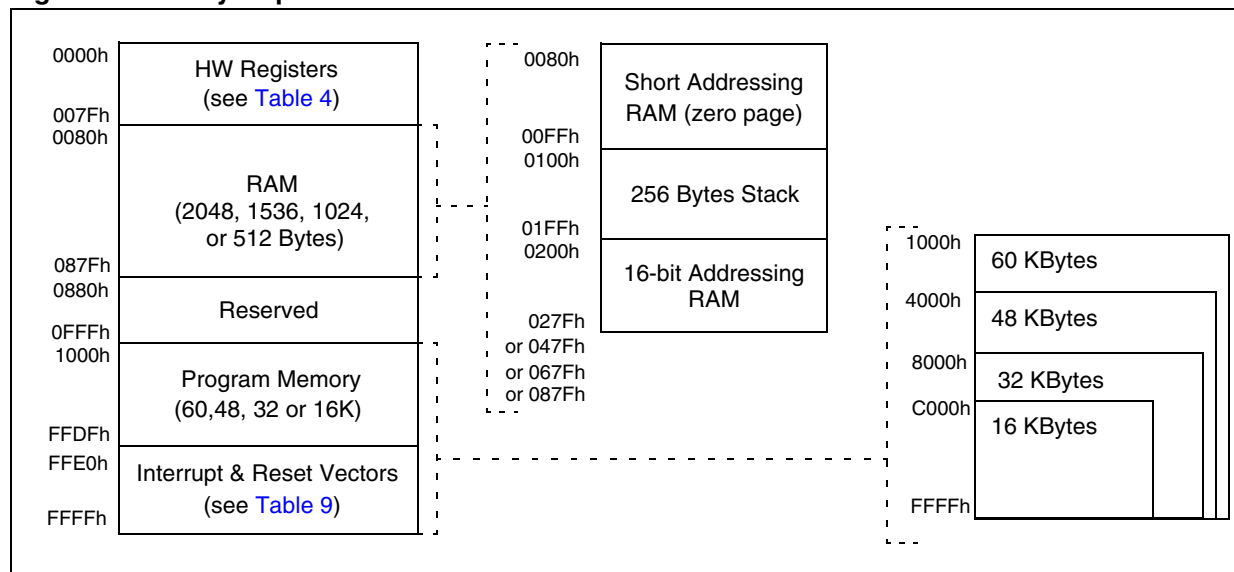 0000h
HW Registers
(see Table 4)
007Fh
0080h
RAM
(2048, 1536, 1024,
or 512 Bytes)
087Fh
0880h
Reserved
0FFFh
1000h
Program Memory
(60,48, 32 or 16K)
FFDFh
FFE0h
Interrupt & Reset Vectors
(see Table 9)
FFFFh
0080h
Short Addressing
RAM (zero page)
00FFh
0100h
256 Bytes Stack
01FFh
0200h
16-bit Addressing
RAM
027Fh
or 047Fh
or 067Fh
or 087Fh
1000h
60 KBytes
4000h
48 KBytes
8000h
32 KBytes
C000h
16 KBytes
FFFFh